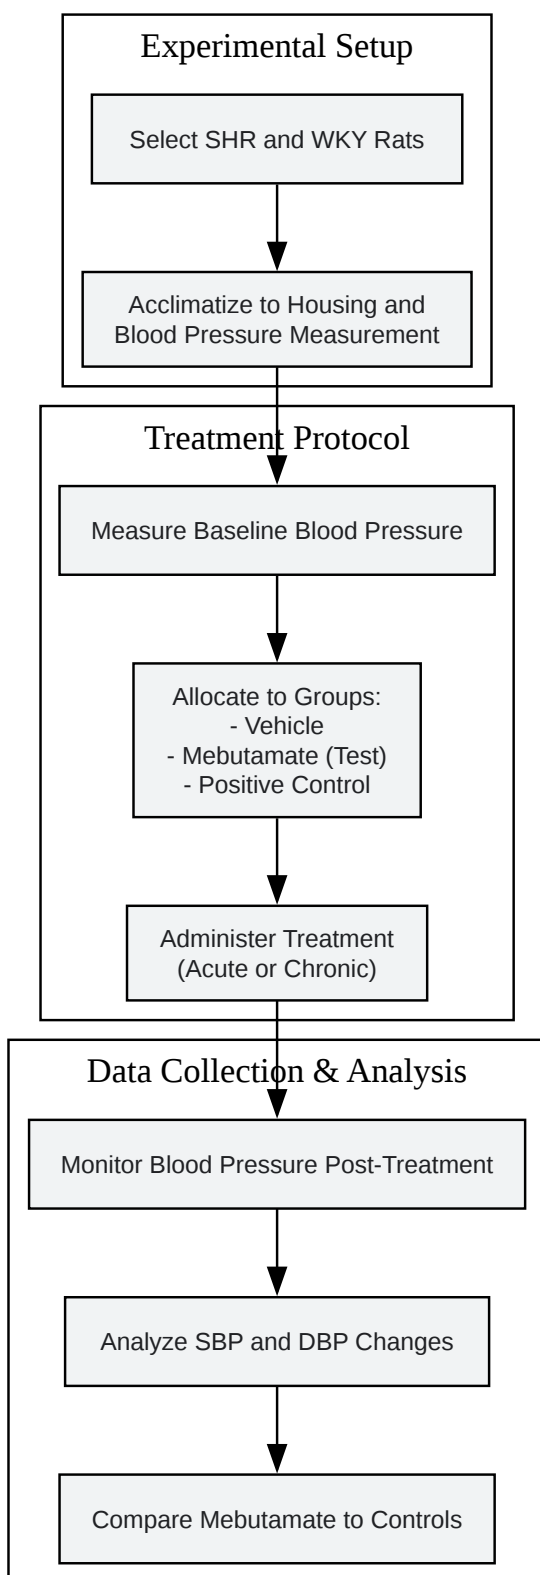 Experimental Setup
Select SHR and WKY Rats
Acclimatize to Housing and
Blood Pressure Measurement
Treatment Protocol
Measure Baseline Blood Pressure
Allocate to Groups:
- Vehicle
- Mebutamate (Test)
- Positive Control
Administer Treatment
(Acute or Chronic)
Data Collection & Analysis
Monitor Blood Pressure Post-Treatment
Analyze SBP and DBP Changes
Compare Mebutamate to Controls